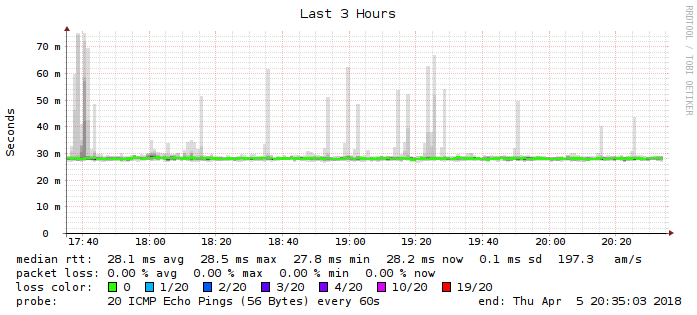 Last 3 Hours
RRDTOOL / TOBI OETIKER
Seconds
70 m
60 m
50 m
40 m
30 m
20 m
10 m
0
17:40 18:00 18:20 18:40 19:00 19:20 19:40 20:00 20:20
median rtt: 28.1 ms avg 28.5 ms max 27.8 ms min 28.2 ms now 0.1 ms sd 197.3 am/s
packet loss: 0.00 % avg 0.00 % max 0.00 % min 0.00 % now
loss color: 0 1/20 2/20 3/20 4/20 10/20 19/20
probe: 20 ICMP Echo Pings (56 Bytes) every 60s end: Thu Apr 5 20:35:03 2018